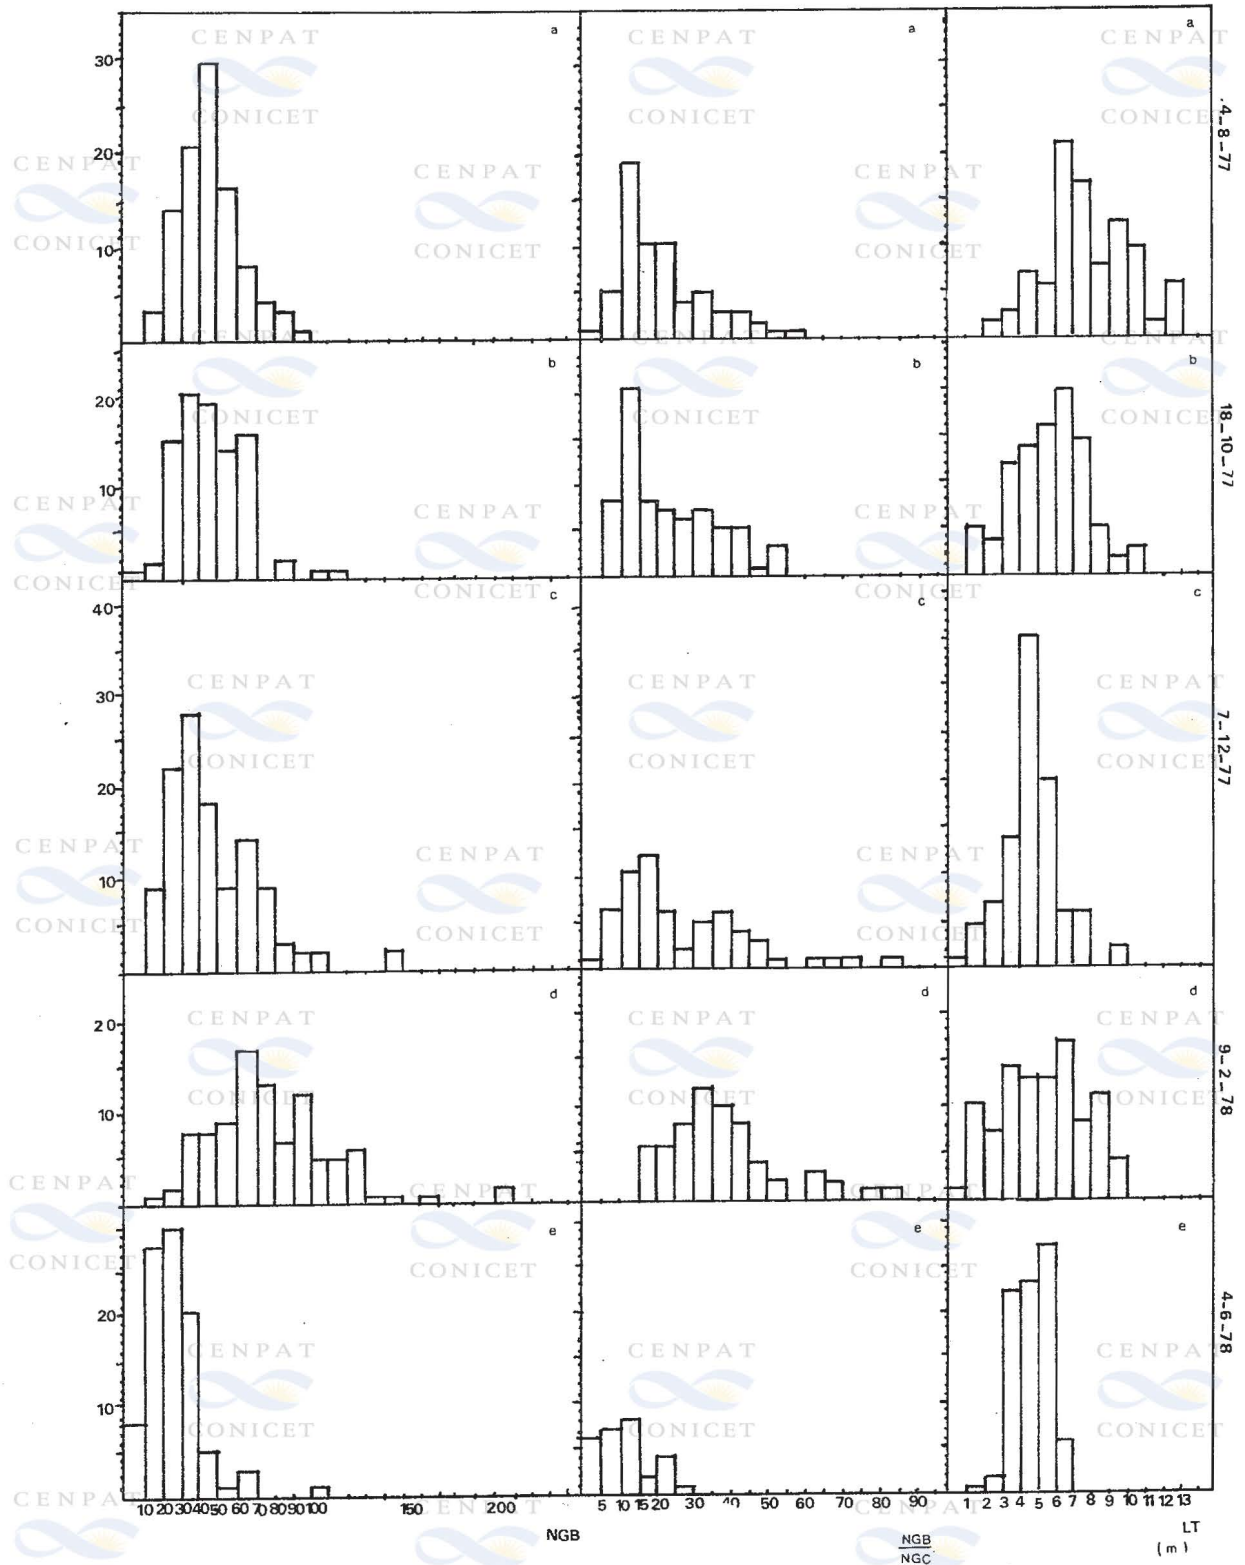 a a a
30
20
10
4-8-77
b b b
20
10
18-10-77
c c c
40
30
20
10
7-12-77
d d d
20
10
9-2-78
e e e
20
10
4-6-78
10 20 30 40 50 60 70 80 90 100 150 200
5 10 15 20 30 40 50 60 70 80 90
1 2 3 4 5 6 7 8 9 10 11 12 13
NGB
NGB
NGC
LT
(m)
CENPAT
CONICET